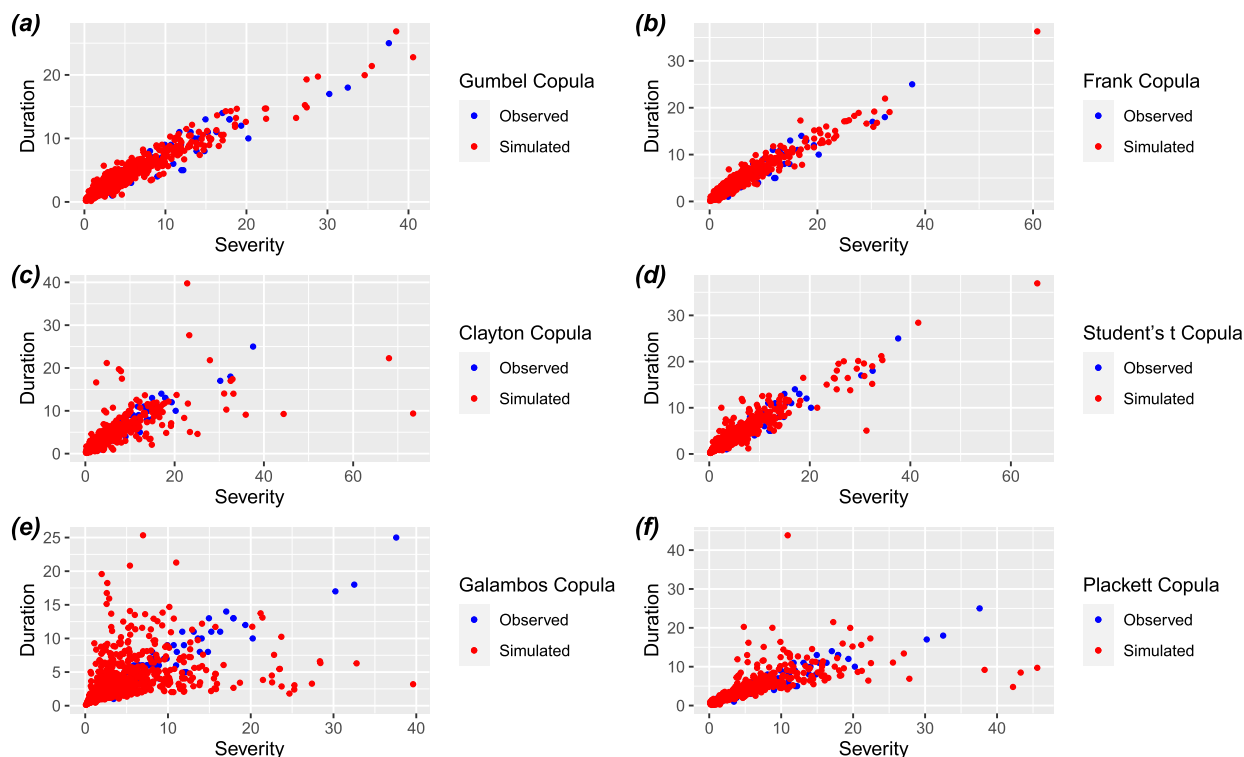 (a)
Duration
20
10
0
0
10
20
30
40
Severity
Gumbel Copula
Observed
Simulated
(b)
Duration
30
20
10
0
0
20
40
60
Severity
Frank Copula
Observed
Simulated
(c)
Duration
40
30
20
10
0
0
20
40
60
Severity
Clayton Copula
Observed
Simulated
(d)
Duration
30
20
10
0
0
20
40
60
Severity
Student’s t Copula
Observed
Simulated
(e)
Duration
25
20
15
10
5
0
0
10
20
30
40
Severity
Galambos Copula
Observed
Simulated
(f)
Duration
40
30
20
10
0
0
10
20
30
40
Severity
Plackett Copula
Observed
Simulated